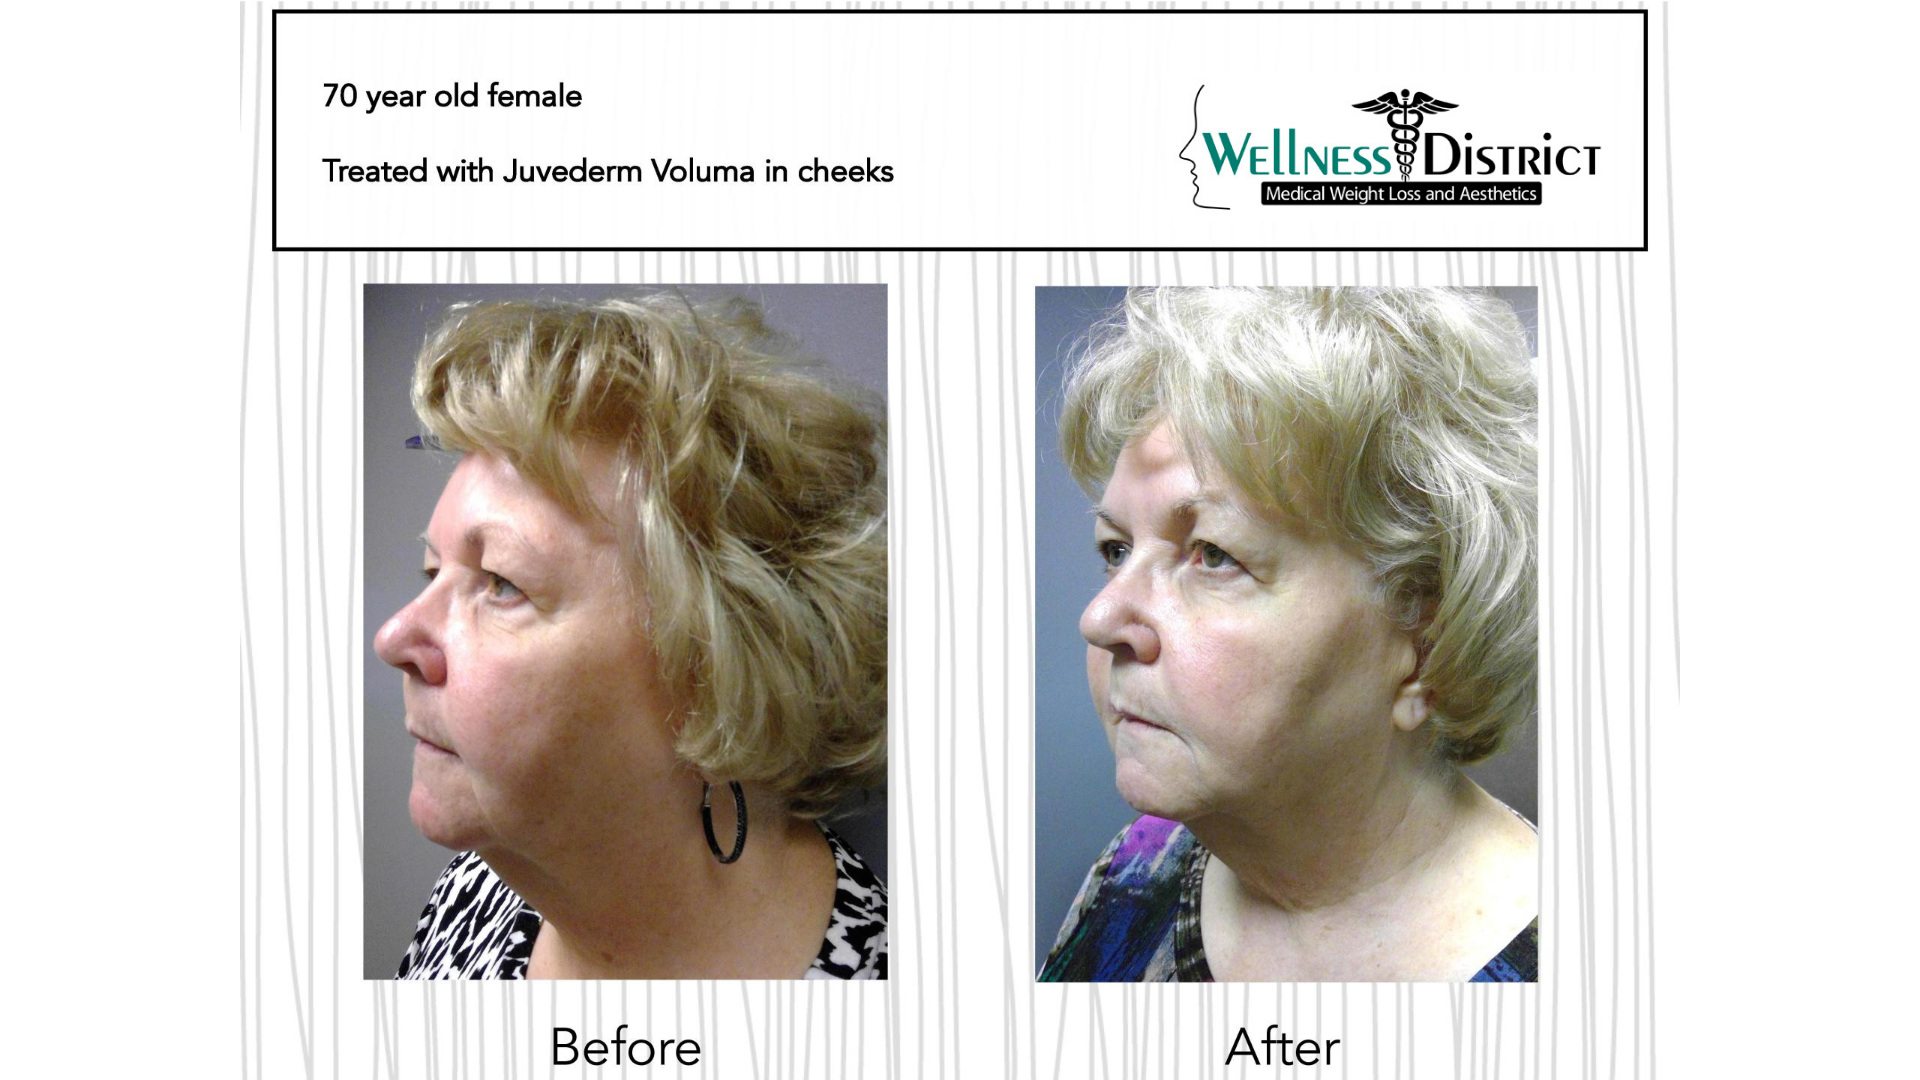 70 year old female
Treated with Juvederm Voluma in cheeks
Wellness District
Medical Weight Loss and Aesthetics
Before
After